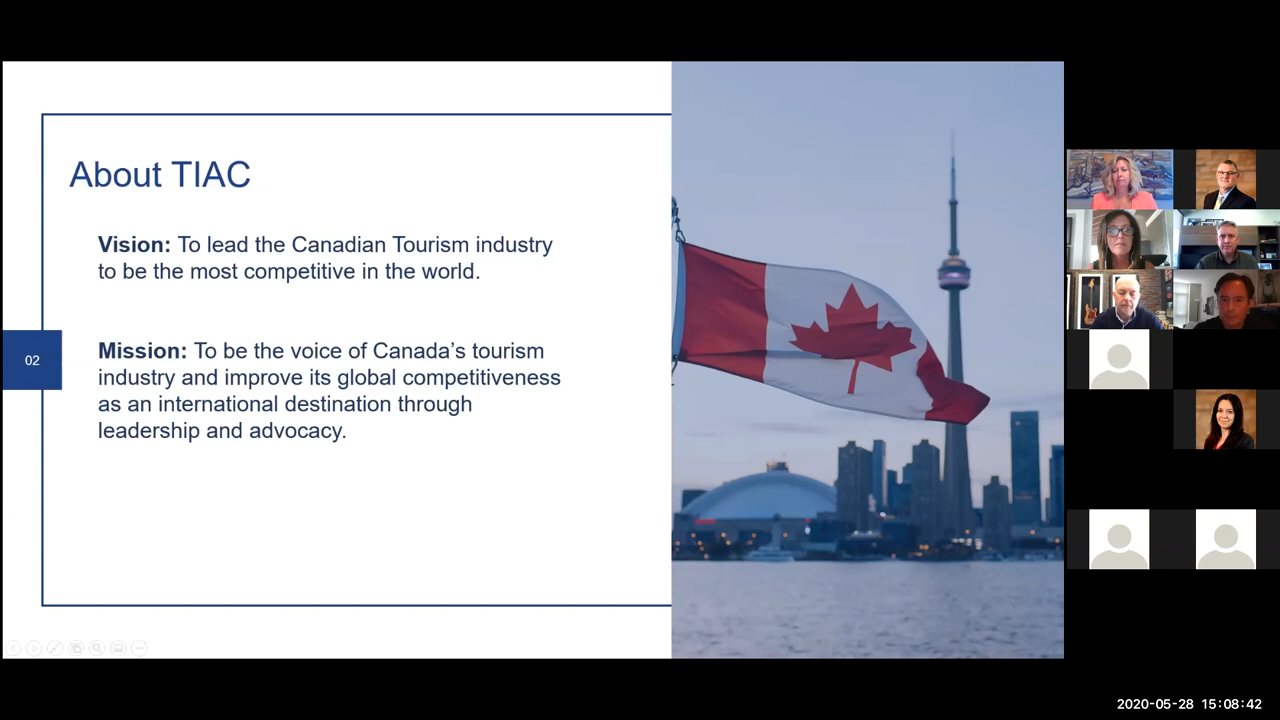 About TIAC
Vision: To lead the Canadian Tourism industry
to be the most competitive in the world.
02
Mission: To be the voice of Canada’s tourism
industry and improve its global competitiveness
as an international destination through
leadership and advocacy.
2020-05-28 15:08:42